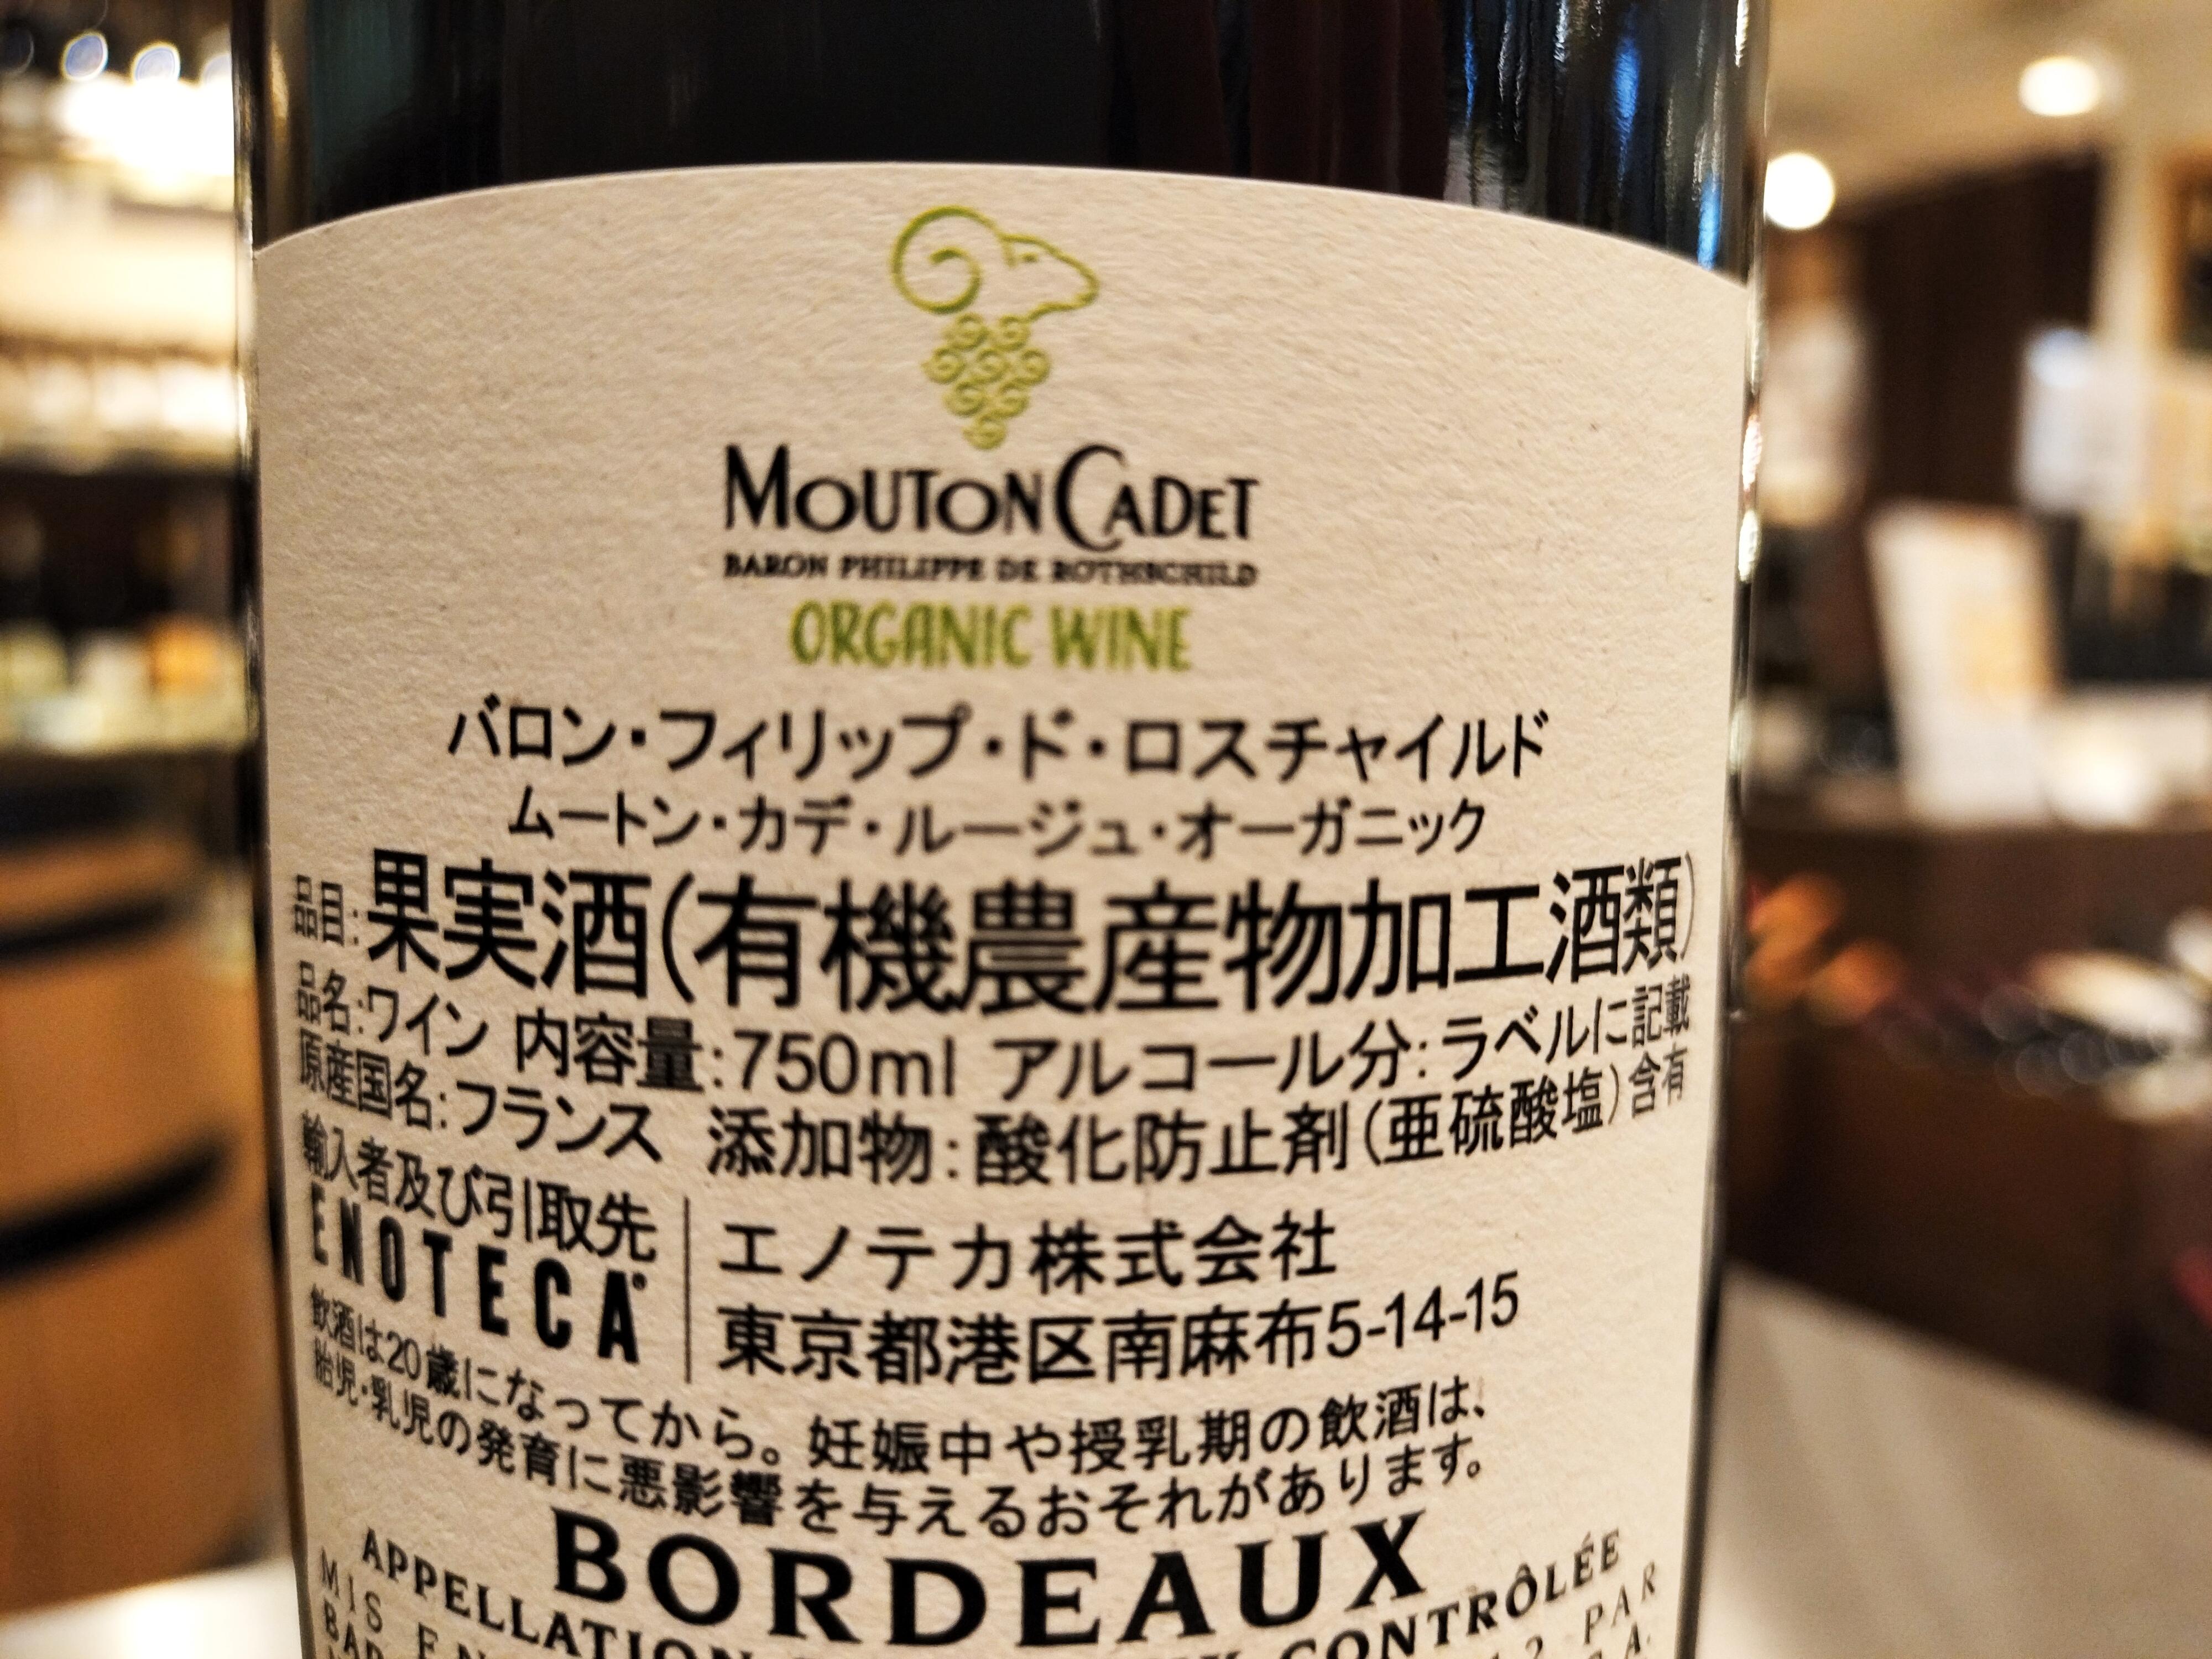 MOUTON CADET
BARON PHILIPPE DE ROTHSCHILD
ORGANIC WINE
バロン・フィリップ・ド・ロスチャイルド
ムートン・カデ・ルージュ・オーガニック
品目:果実酒(有機農産物加工酒類)
品名:ワイン 内容量:750ml アルコール分:ラベルに記載
原産国名:フランス 添加物:酸化防止剤(亜硫酸塩)含有
輸入者及び引取先
ENOTECA
エノテカ株式会社
東京都港区南麻布5-14-15
飲酒は20歳になってから。妊娠中や授乳期の飲酒は、
胎児・乳児の発育に悪影響を与えるおそれがあります。
BORDEAUX
APPELLATION CONTRÔLÉE
MIS EN PAR